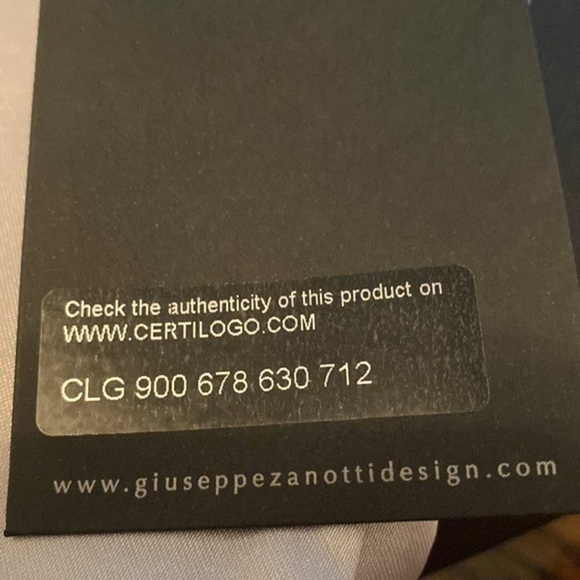 Check the authenticity of this product on
WWW.CERTILOGO.COM
CLG 900 678 630 712
www.giuseppezanottidesign.com